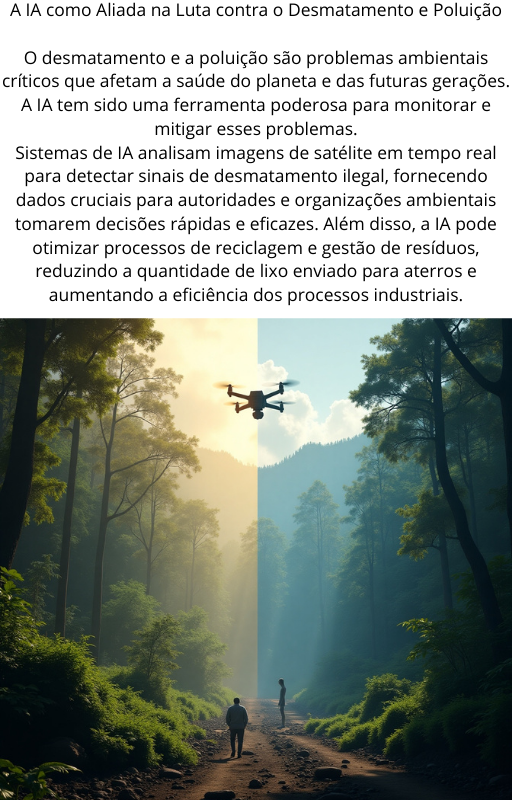 A IA como Aliada na Luta contra o Desmatamento e Poluição
O desmatamento e a poluição são problemas ambientais
críticos que afetam a saúde do planeta e das futuras gerações.
A IA tem sido uma ferramenta poderosa para monitorar e
mitigar esses problemas.
Sistemas de IA analisam imagens de satélite em tempo real
para detectar sinais de desmatamento ilegal, fornecendo
dados cruciais para autoridades e organizações ambientais
tomarem decisões rápidas e eficazes. Além disso, a IA pode
otimizar processos de reciclagem e gestão de resíduos,
reduzindo a quantidade de lixo enviado para aterros e
aumentando a eficiência dos processos industriais.